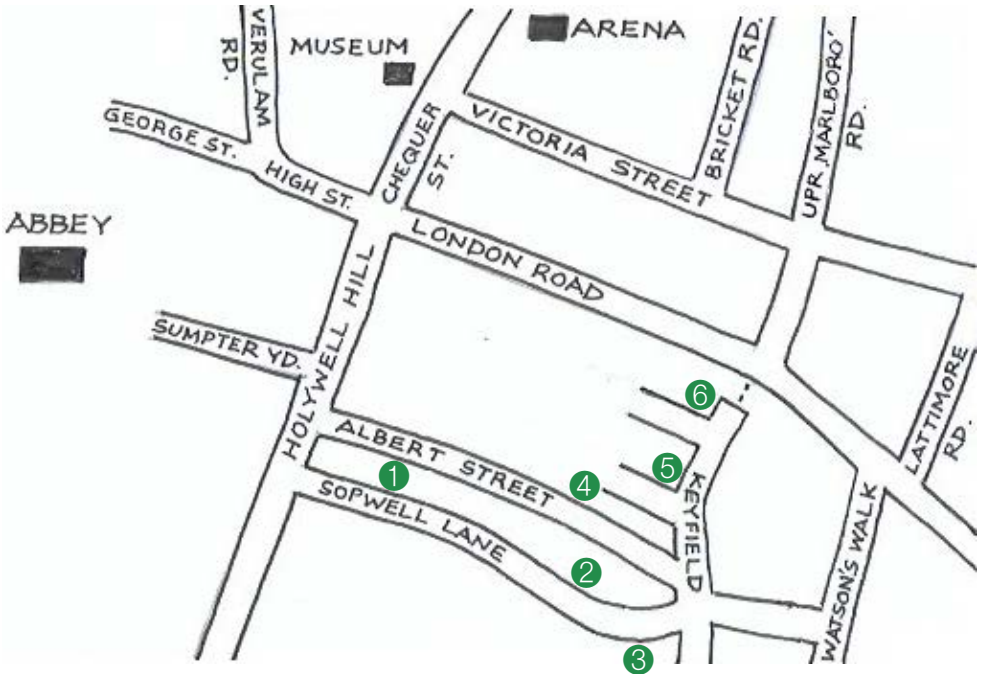 VERULAM
RD.
MUSEUM
ARENA
BRICKET RD.
UPR. MARLBORO'
RD.
GEORGE ST.
HIGH ST.
CHEQUER
ST.
VICTORIA STREET
ABBEY
LONDON ROAD
HOLYWELL HILL
SUMPTER YD.
LATTIMORE
RD.
6
ALBERT STREET
1
5
4
KEYFIELD
SOPWELL LANE
WATSON'S WALK
2
3